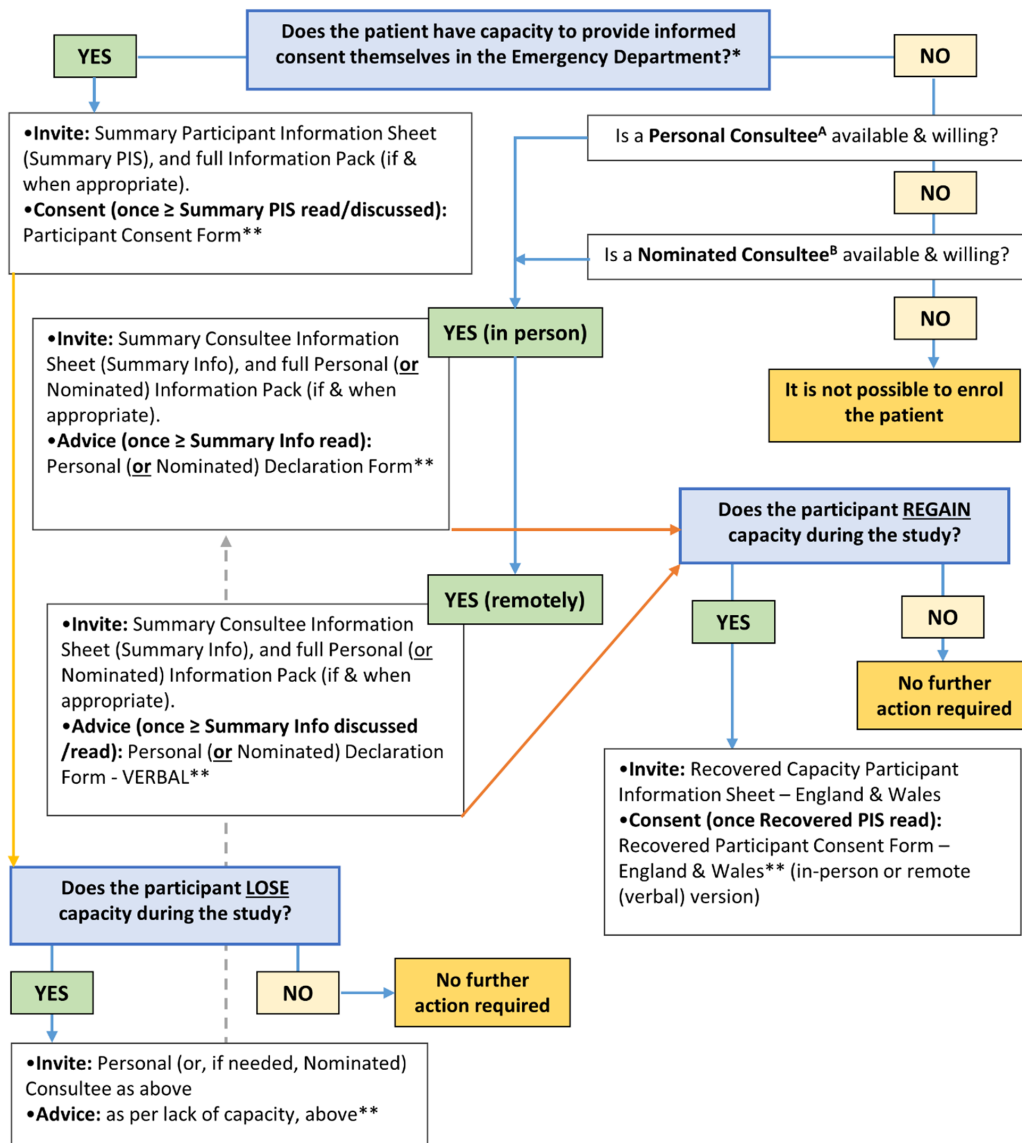 Does the patient have capacity to provide informed
consent themselves in the Emergency Department?*
YES
NO
•Invite: Summary Participant Information Sheet
(Summary PIS), and full Information Pack (if &
when appropriate).
•Consent (once ≥ Summary PIS read/discussed):
Participant Consent Form**
Is a Personal Consultee^A available & willing?
NO
Is a Nominated Consultee^B available & willing?
NO
It is not possible to enrol
the patient
YES (in person)
•Invite: Summary Consultee Information
Sheet (Summary Info), and full Personal (or
Nominated) Information Pack (if & when
appropriate).
•Advice (once ≥ Summary Info read):
Personal (or Nominated) Declaration Form**
YES (remotely)
•Invite: Summary Consultee Information
Sheet (Summary Info), and full Personal (or
Nominated) Information Pack (if & when
appropriate).
•Advice (once ≥ Summary Info discussed
/read): Personal (or Nominated) Declaration
Form - VERBAL**
Does the participant REGAIN
capacity during the study?
YES
NO
No further
action required
•Invite: Recovered Capacity Participant
Information Sheet – England & Wales
•Consent (once Recovered PIS read):
Recovered Participant Consent Form –
England & Wales** (in-person or remote
(verbal) version)
Does the participant LOSE
capacity during the study?
YES
NO
No further
action required
•Invite: Personal (or, if needed, Nominated)
Consultee as above
•Advice: as per lack of capacity, above**